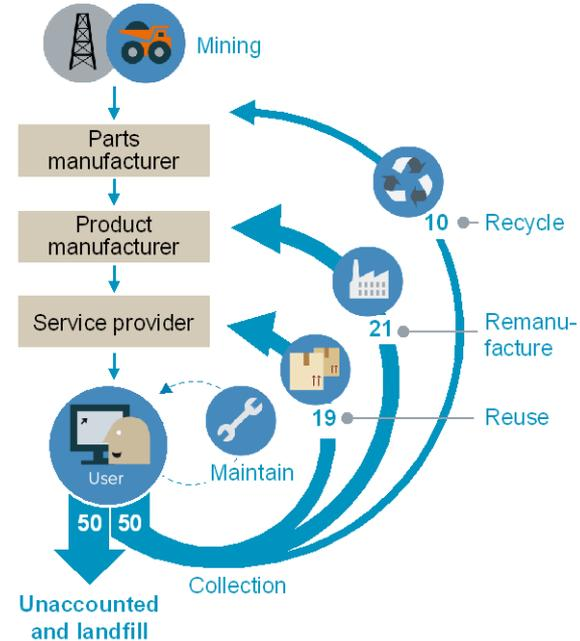 Mining
Parts
manufacturer
Product
manufacturer
10
Recycle
Service provider
21
Remanu-
facture
19
Reuse
Maintain
User
50
50
Collection
Unaccounted
and landfill